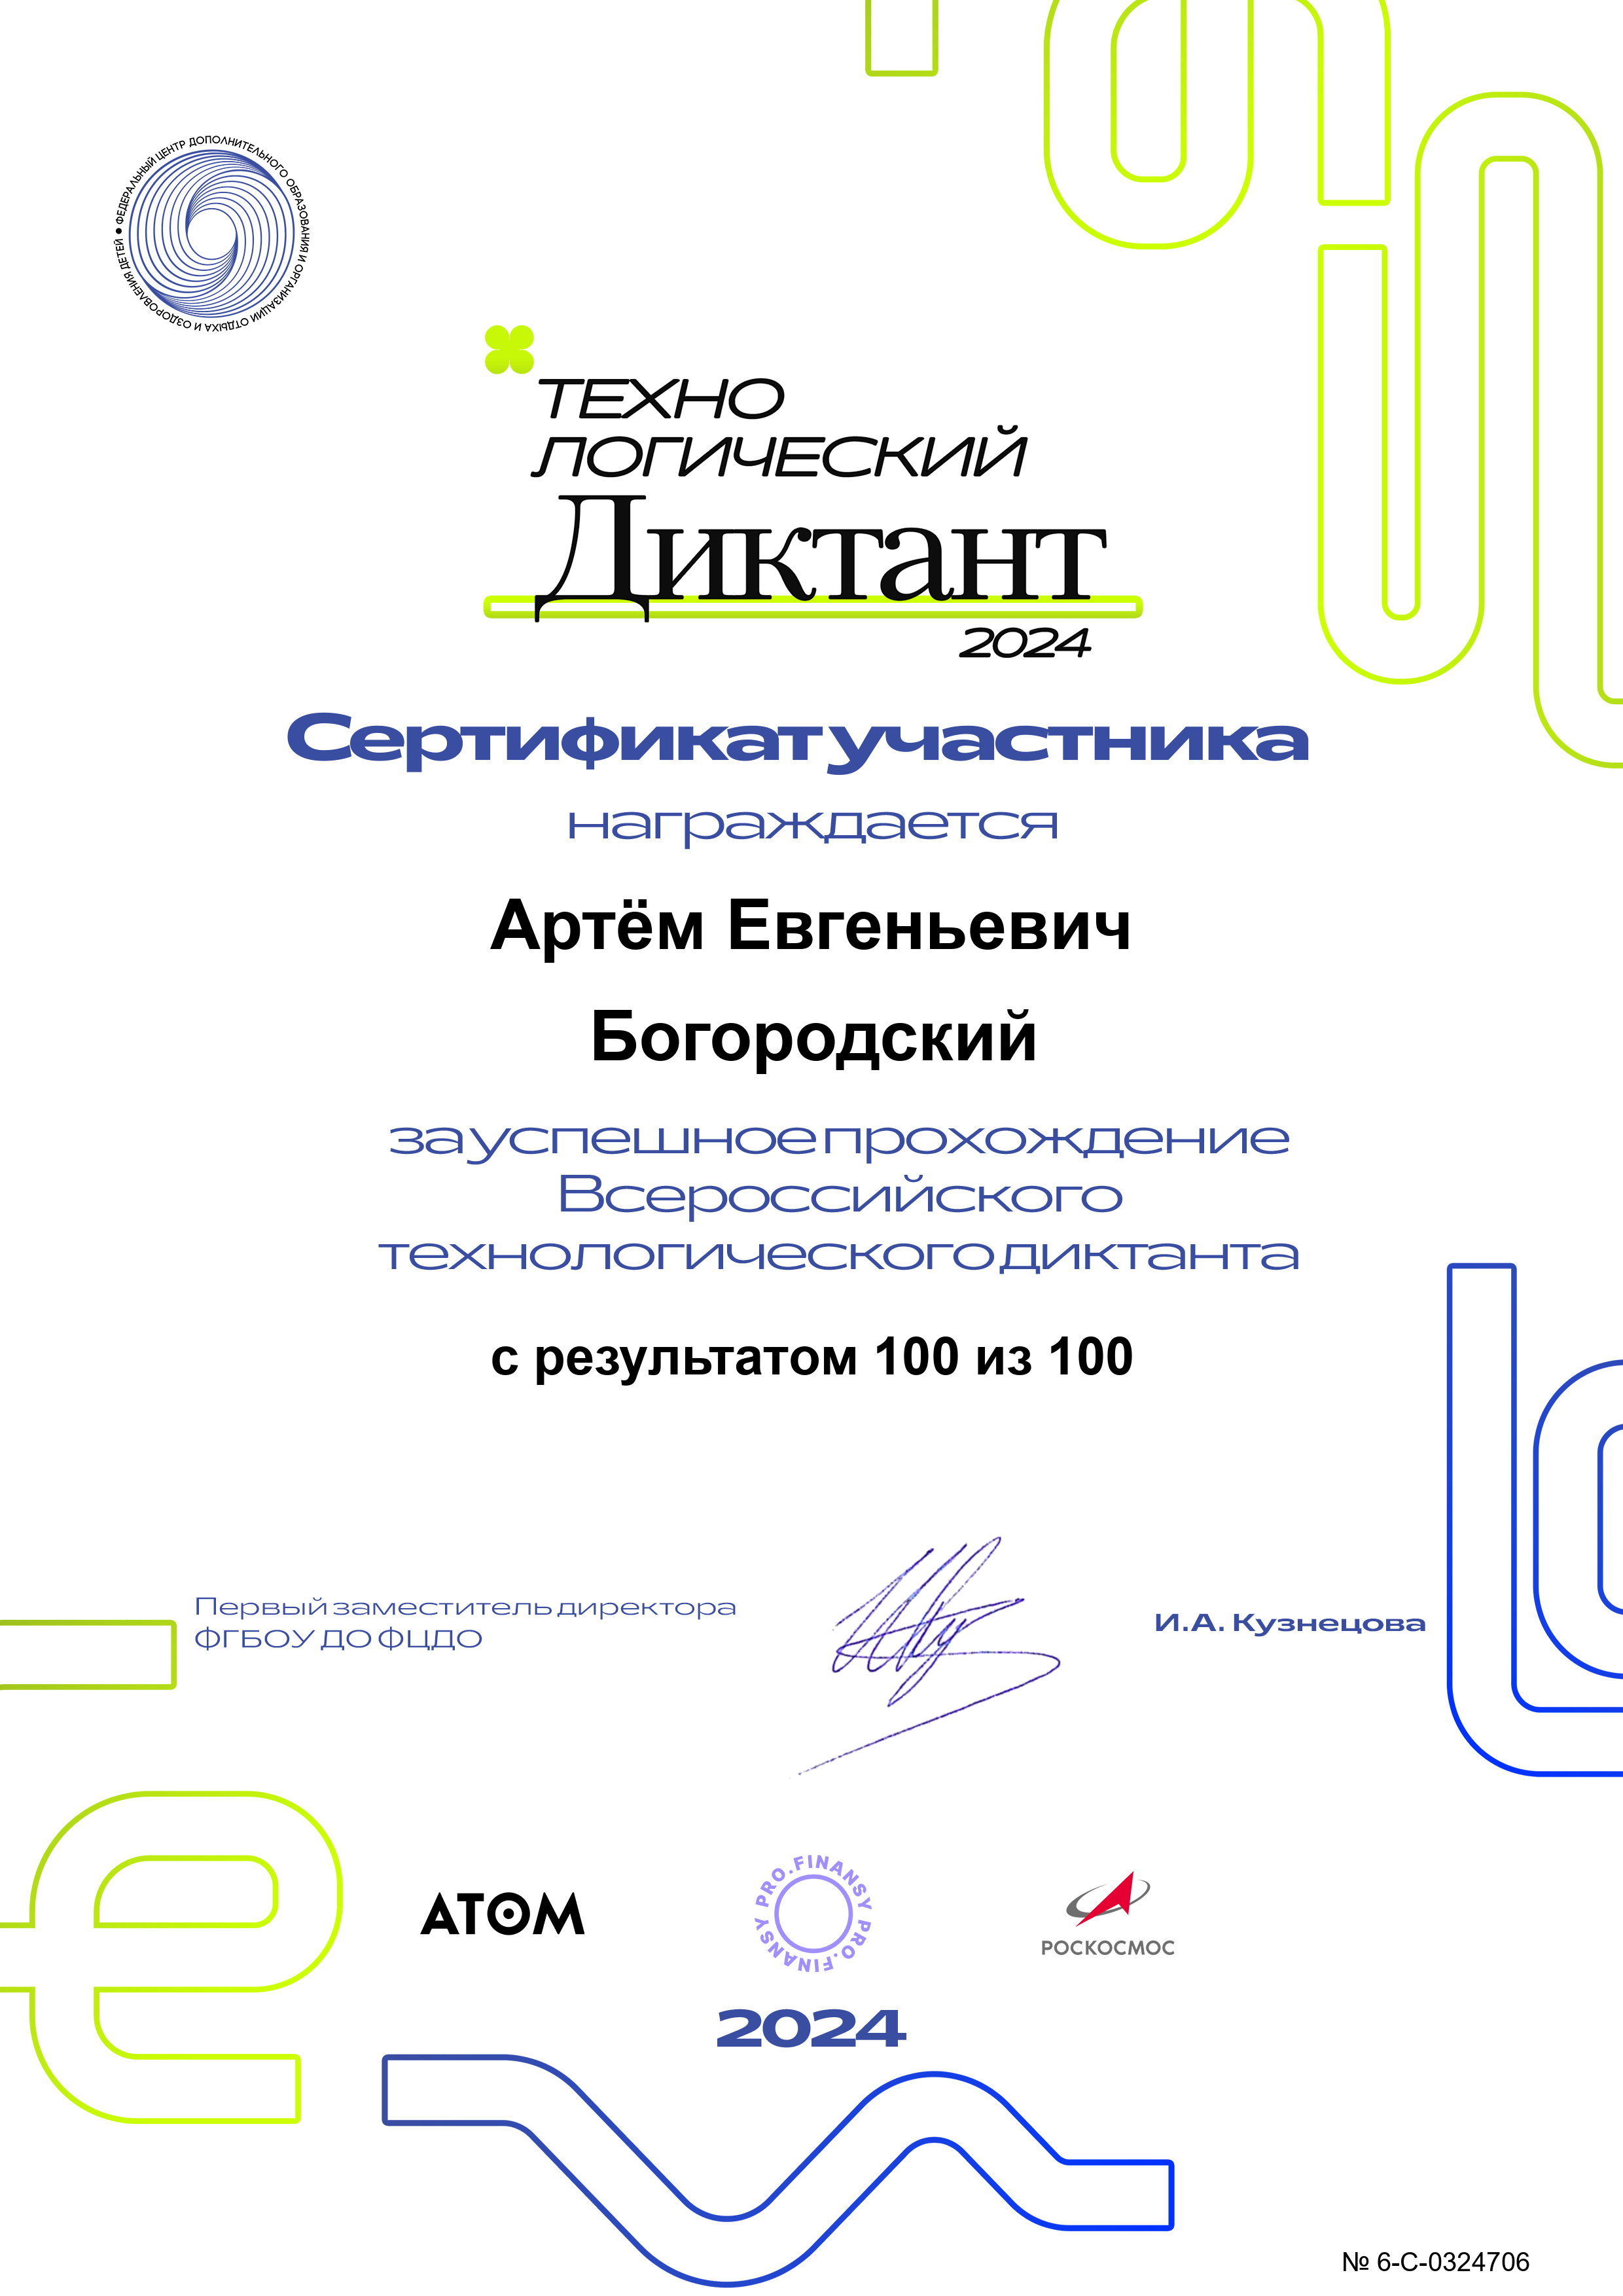 ФЕДЕРАЛЬНЫЙ ЦЕНТР ДОПОЛНИТЕЛЬНОГО ОБРАЗОВАНИЯ И ОРГАНИЗАЦИИ ОТДЫХА И ОЗДОРОВЛЕНИЯ ДЕТЕЙ •
ТЕХНО
ЛОГИЧЕСКИЙ
Диктант
2024
Сертификат участника
награждается
Артём Евгеньевич
Богородский
за успешное прохождение
Всероссийского
технологического диктанта
с результатом 100 из 100
Первый заместитель директора
ФГБОУ ДО ФЦДО
И.А. Кузнецова
АТОМ
PRO.FINANSY PRO.FINANSY
РОСКОСМОС
2024
№ 6-С-0324706